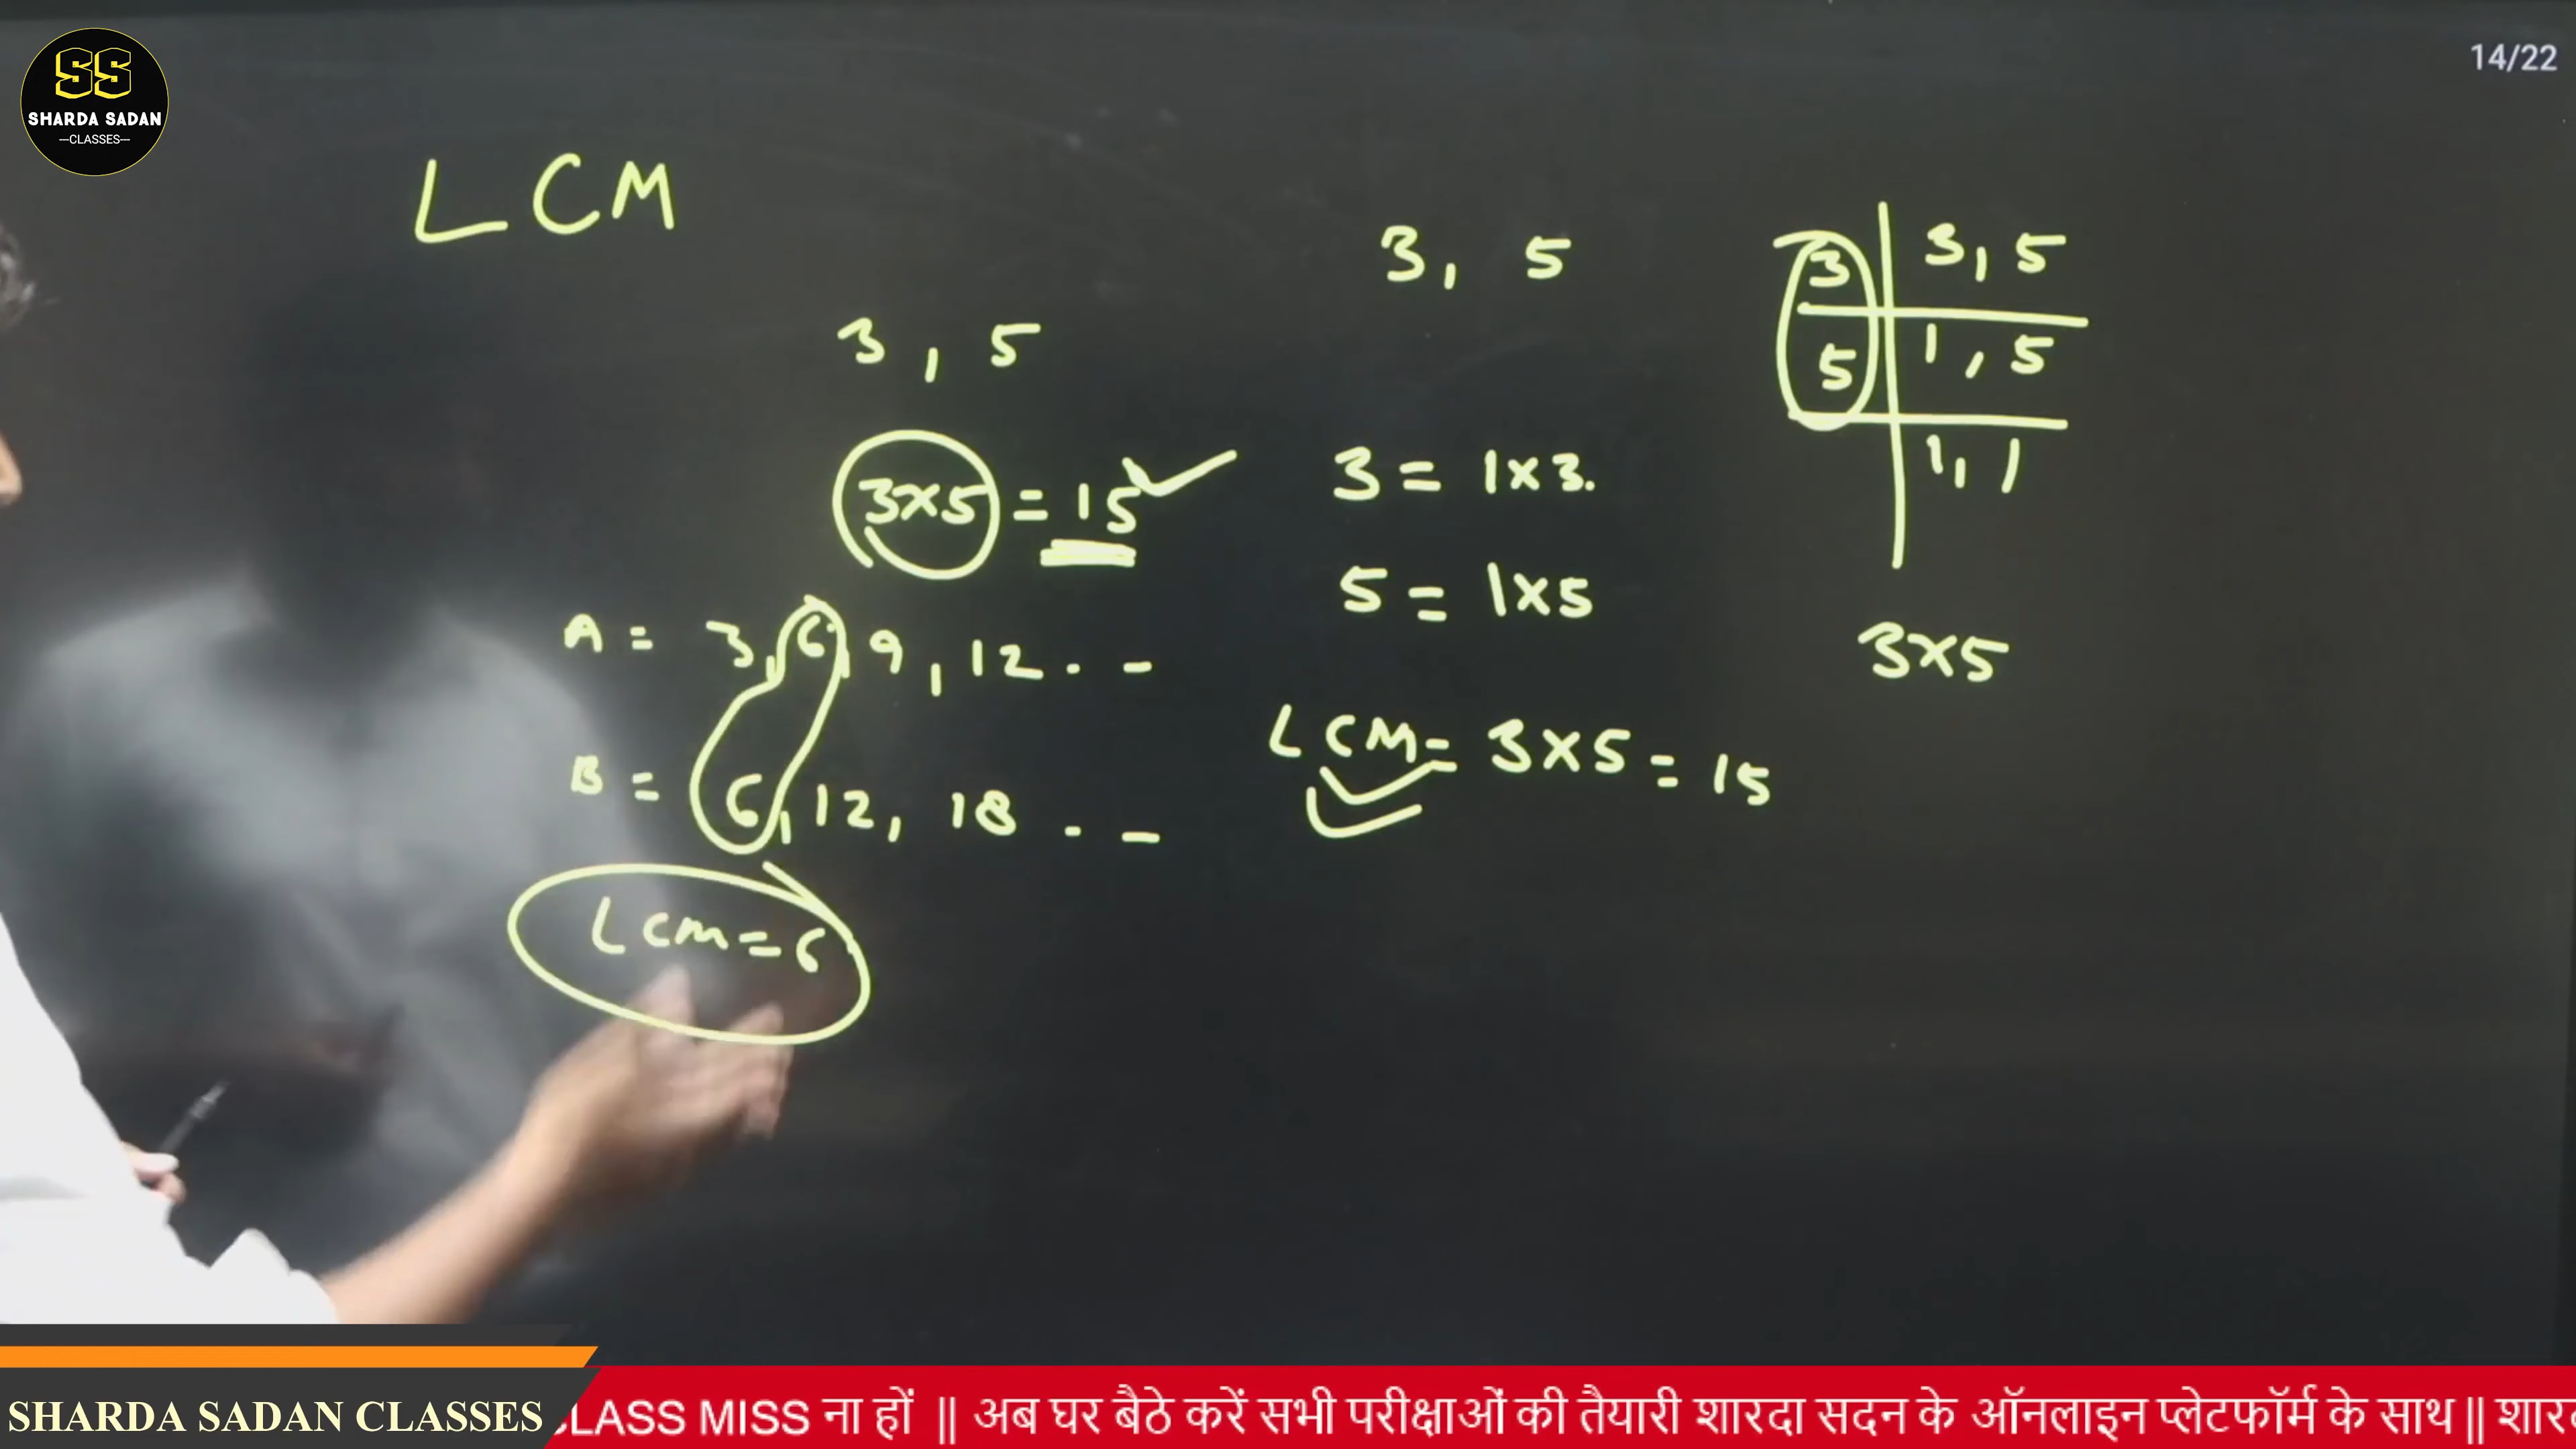 SS
SHARDA SADAN
—CLASSES—
14/22
LCM
3, 5
3×5 = 15
A = 3, 6, 9, 12 . -
B = 6, 12, 18 . -
LCM = 6
3, 5
3 = 1×3.
5 = 1×5
LCM = 3×5 = 15
3 | 3, 5
5 | 1, 5
1, 1
3×5
SHARDA SADAN CLASSES
CLASS MISS ना हों || अब घर बैठे करें सभी परीक्षाओं की तैयारी शारदा सदन के ऑनलाइन प्लेटफॉर्म के साथ ||